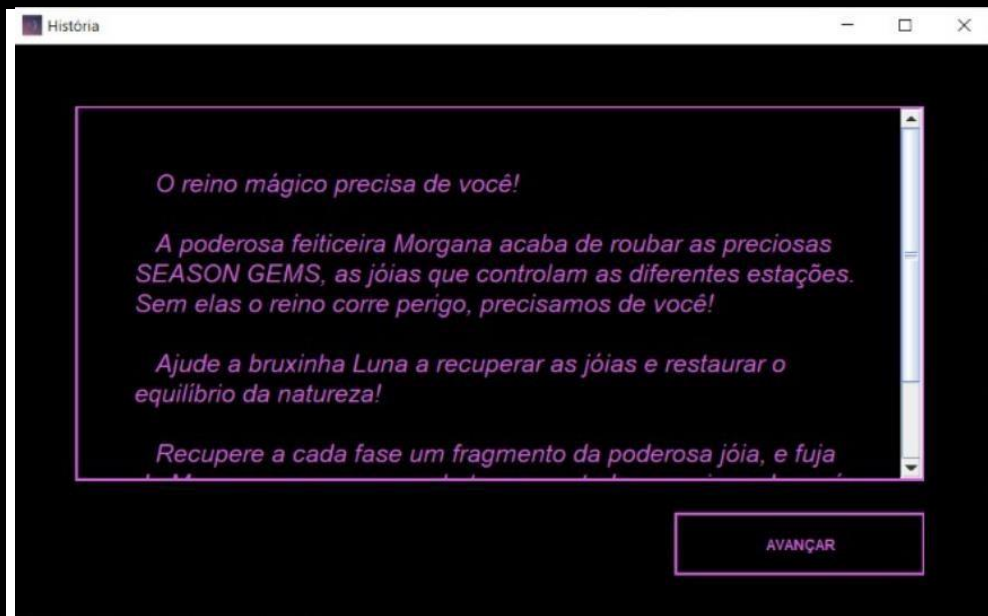 História
O reino mágico precisa de você!
A poderosa feiticeira Morgana acaba de roubar as preciosas
SEASON GEMS, as jóias que controlam as diferentes estações.
Sem elas o reino corre perigo, precisamos de você!
Ajude a bruxinha Luna a recuperar as jóias e restaurar o
equilíbrio da natureza!
Recupere a cada fase um fragmento da poderosa jóia, e fuja
AVANÇAR